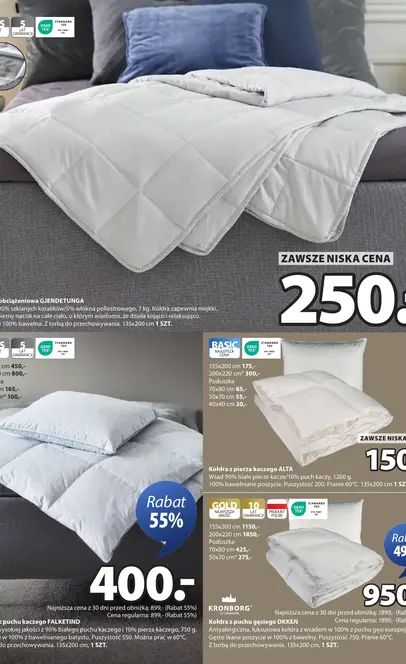 S
5
LAT
GWARANCJI
OEKO
TEX®
STANDARD
100
ZAWSZE NISKA CENA
250.-
obciążeniowa GJENDETUNGA
95% szklanych koralików/5% włókna poliestrowego, 7 kg. Kołdra zapewnia miękki,
ierny nacisk na całe ciało, o którym wiadomo, że działa kojąco i relaksująco.
100% bawełna. Z torbą do przechowywania. 135x200 cm 1 SZT.
S
5
LAT
GWARANCJI
OEKO
TEX®
STANDARD
100
cm 450,-
cm 800,-
m 165,-
m* 100,-
Rabat
55%
400.-
Najniższa cena z 30 dni przed obniżką: 899,- (Rabat 55%)
Cena regularna: 899,- (Rabat 55%)
z puchu kaczego FALKETIND
wysokiej jakości z 90% białego puchu kaczego i 10% pierza kaczego, 750 g.
w 100% z bawełnianego batystu. Puszystość 550. Można prać w 60°C.
do przechowywania. 135x200 cm, 1 SZT.
BASIC
NAJLEPSZA
CENA
OEKO
TEX®
STANDARD
100
155x200 cm 175,-
200x220 cm* 300,-
Poduszka
70x80 cm 85,-
50x70 cm 55,-
40x40 cm 30,-
ZAWSZE NISKA
150
Kołdra z pierza kaczego ALTA
Wsad 90% białe pierze kacze/10% puch kaczy, 1200 g.
100% bawełniane poszycie. Puszystość 200. Pranie 60°C. 135x200 cm 1 SZT
GOLD
NAJWYŻSZA
JAKOŚĆ
10
LAT
GWARANCJI
PRODUKT
POLSKI
OEKO
TEX®
STANDARD
100
155x200 cm. 1150,-
200x220 cm* 1850,-
Poduszka
70x80 cm* 425,-
50x70 cm* 275,-
Rabat
49
950
KRONBORG®
Najniższa cena z 30 dni przed obniżką: 1899,-
Cena regularna: 1899,-
Kołdra z puchu gęsiego OKKEN
Antyalergiczna, luksusowa kołdra z wsadem w 100% z puchu gęsi europej
Gęsto tkane poszycie w 100% z bawełny. Puszystość 750. Pranie 60°C.
Z torbą do przechowywania. 135x200 cm, 1 SZT.